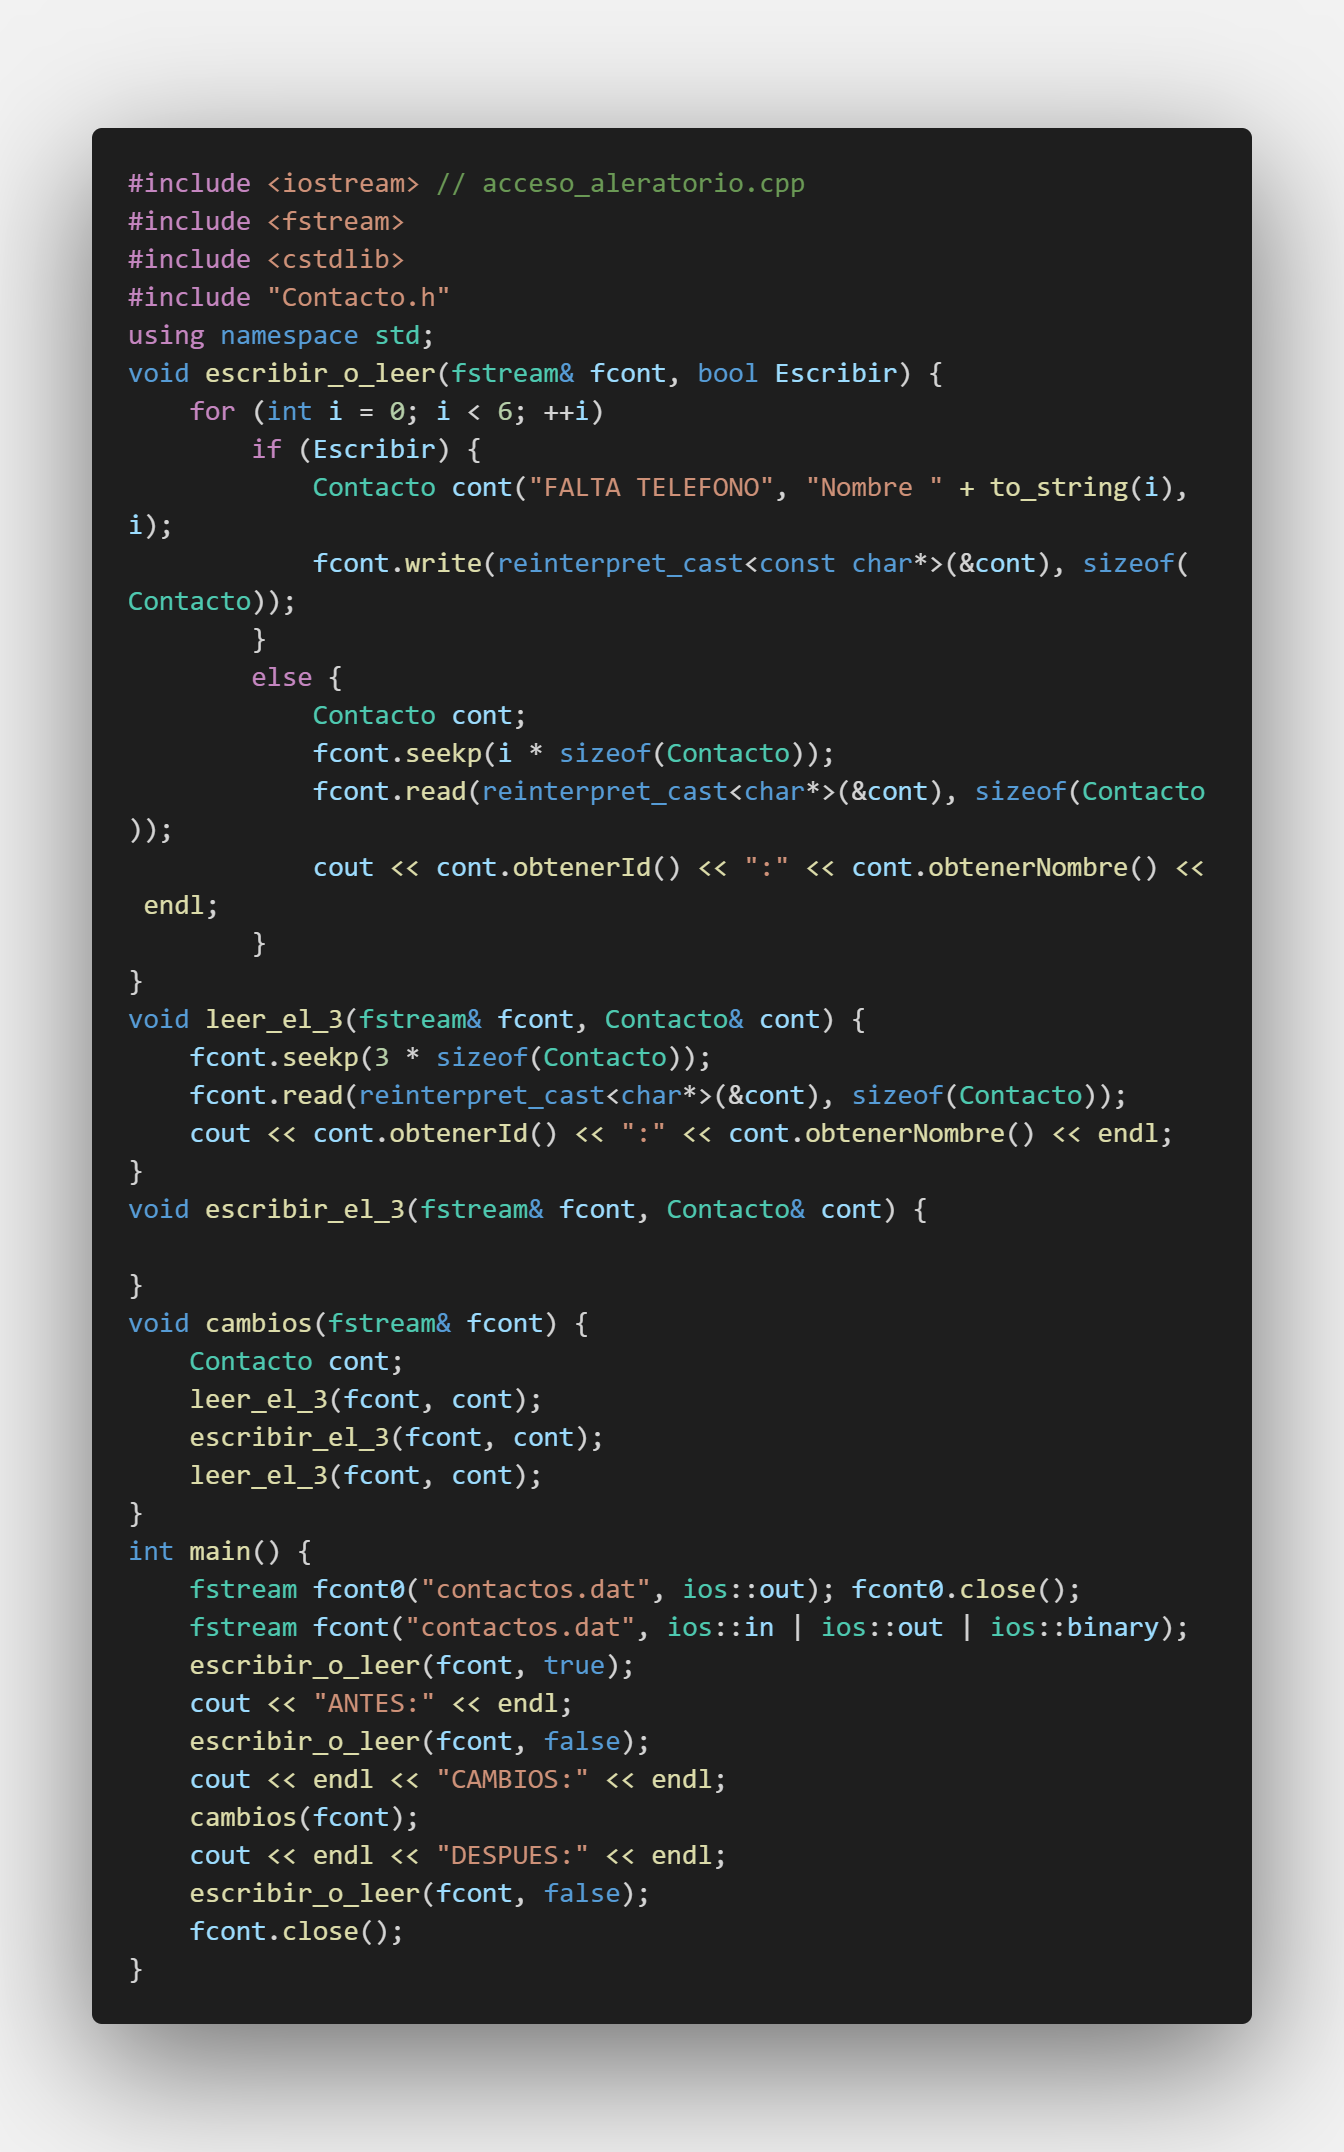 #include <iostream> // acceso_aleratorio.cpp
#include <fstream>
#include <cstdlib>
#include "Contacto.h"
using namespace std;
void escribir_o_leer(fstream& fcont, bool Escribir) {
    for (int i = 0; i < 6; ++i)
        if (Escribir) {
            Contacto cont("FALTA TELEFONO", "Nombre " + to_string(i),
i);
            fcont.write(reinterpret_cast<const char*>(&cont), sizeof(
Contacto));
        }
        else {
            Contacto cont;
            fcont.seekp(i * sizeof(Contacto));
            fcont.read(reinterpret_cast<char*>(&cont), sizeof(Contacto
));
            cout << cont.obtenerId() << ":" << cont.obtenerNombre() <<
 endl;
        }
}
void leer_el_3(fstream& fcont, Contacto& cont) {
    fcont.seekp(3 * sizeof(Contacto));
    fcont.read(reinterpret_cast<char*>(&cont), sizeof(Contacto));
    cout << cont.obtenerId() << ":" << cont.obtenerNombre() << endl;
}
void escribir_el_3(fstream& fcont, Contacto& cont) {

}
void cambios(fstream& fcont) {
    Contacto cont;
    leer_el_3(fcont, cont);
    escribir_el_3(fcont, cont);
    leer_el_3(fcont, cont);
}
int main() {
    fstream fcont0("contactos.dat", ios::out); fcont0.close();
    fstream fcont("contactos.dat", ios::in | ios::out | ios::binary);
    escribir_o_leer(fcont, true);
    cout << "ANTES:" << endl;
    escribir_o_leer(fcont, false);
    cout << endl << "CAMBIOS:" << endl;
    cambios(fcont);
    cout << endl << "DESPUES:" << endl;
    escribir_o_leer(fcont, false);
    fcont.close();
}